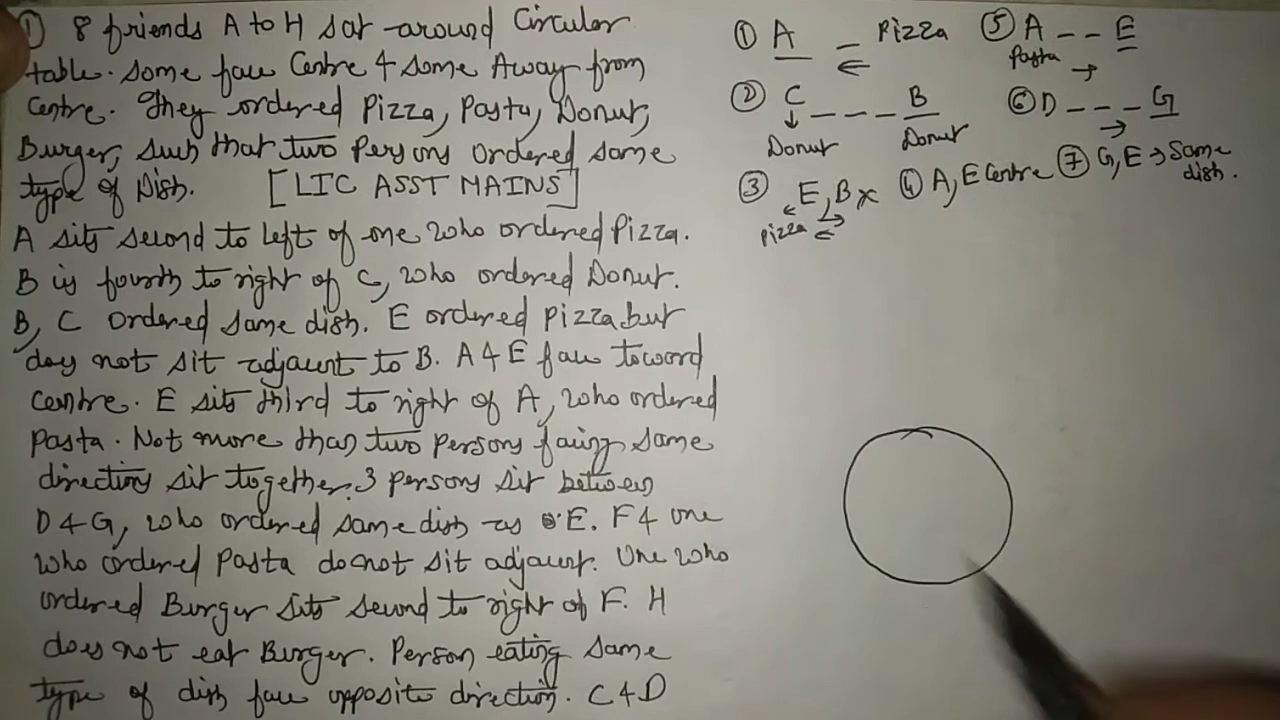 ① 8 friends A to H sat around Circular
table. Some face Centre & some Away from
Centre. They ordered Pizza, Pasta, Donut,
Burger, such that two Persons ordered same
type of Dish. [LIC ASST MAINS]
A sits second to left of one who ordered Pizza.
B is fourth to right of C, who ordered Donut.
B, C ordered same dish. E ordered pizza but
does not sit adjacent to B. A & E face toward
Centre. E sits third to right of A, who ordered
Pasta. Not more than two persons facing same
directions sit together. 3 persons sit between
D & G, who ordered same dish as E. F & one
who ordered Pasta do not sit adjacent. One who
ordered Burger sits second to right of F. H
does not eat Burger. Person eating same
type of dish face opposite direction. C & D
① A _ Pizza
② C _ _ _ B
Donut Donut
③ E, B ×
Pizza
④ A, E Centre
⑤ A _ _ E
Pasta
⑥ D _ _ _ G
⑦ G, E → Same
dish.